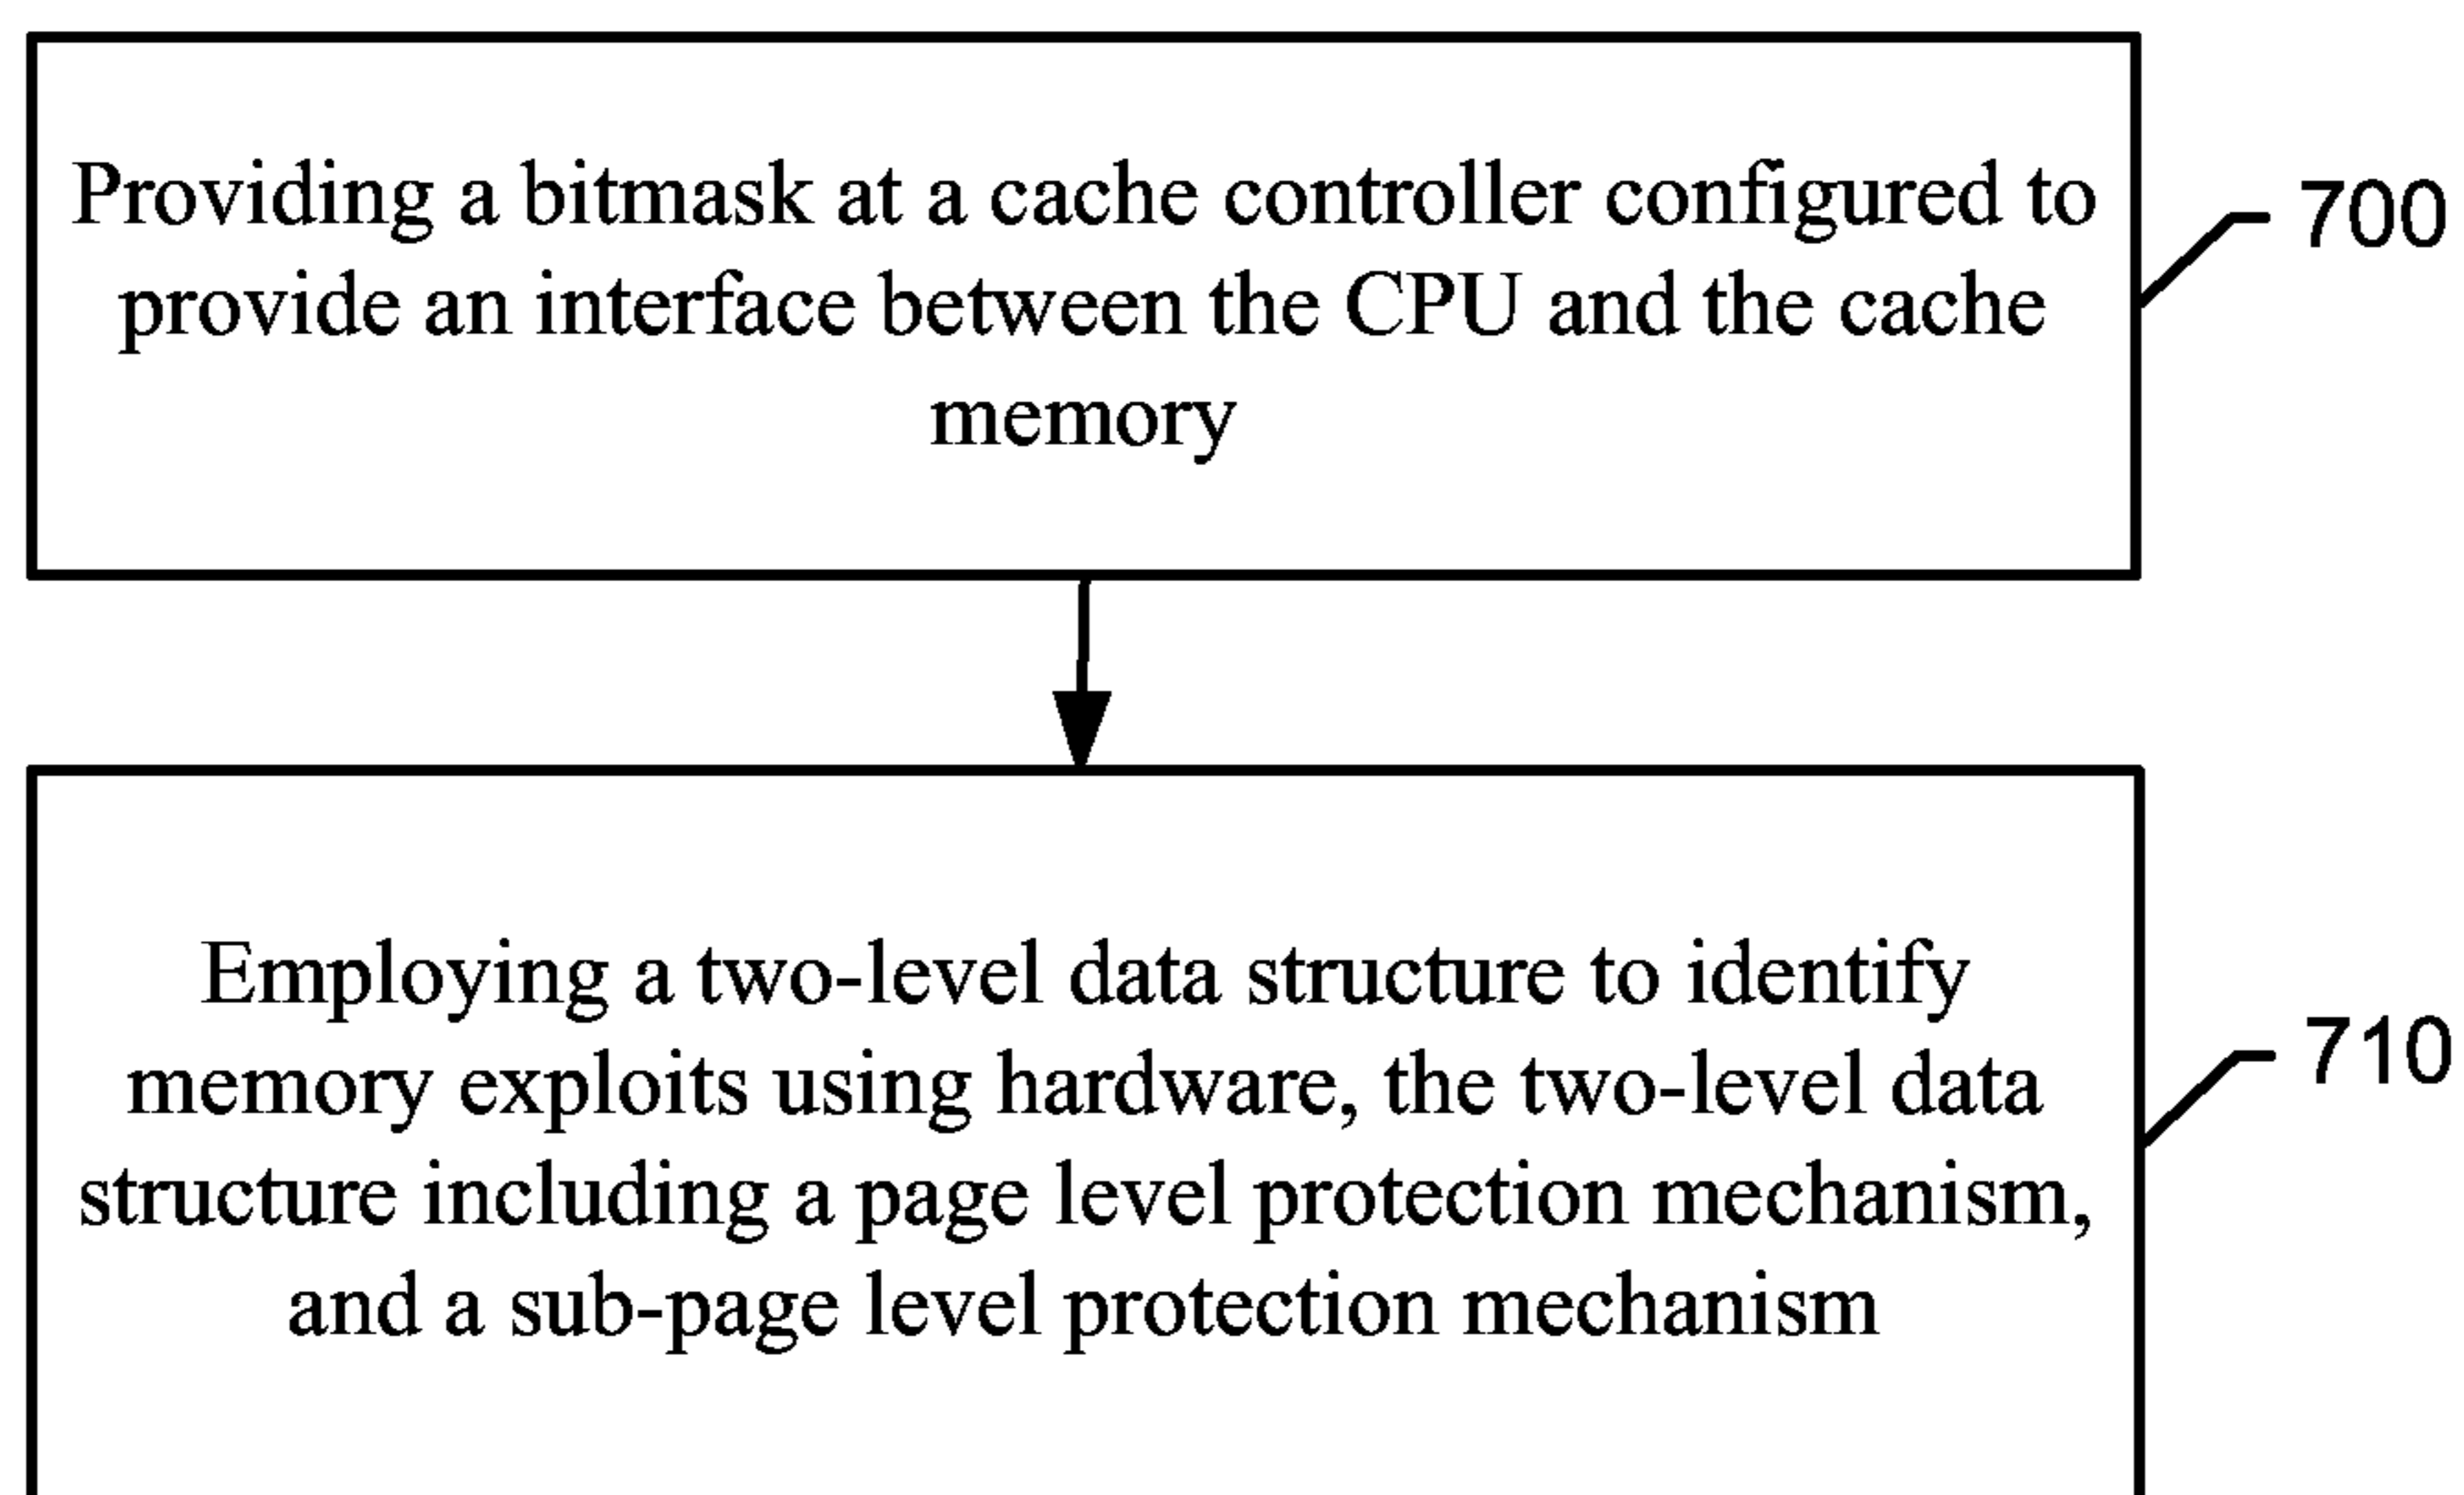 Providing a bitmask at a cache controller configured to
provide an interface between the CPU and the cache
memory
700
Employing a two-level data structure to identify
memory exploits using hardware, the two-level data
structure including a page level protection mechanism,
and a sub-page level protection mechanism
710